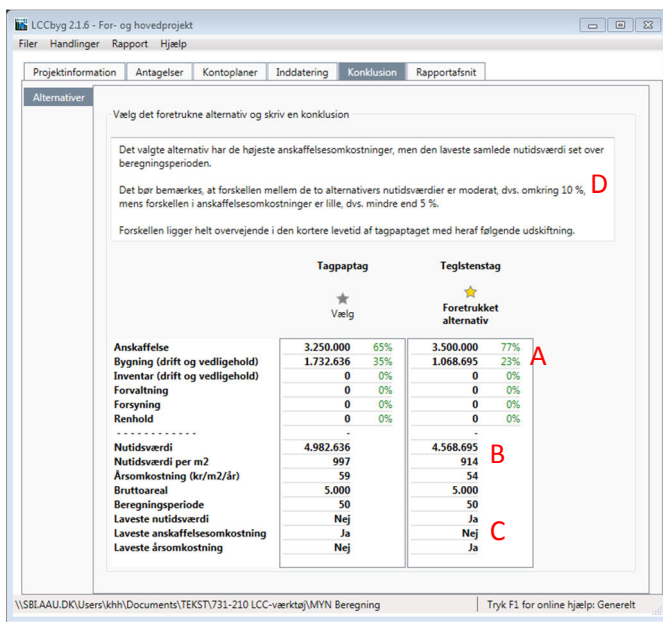 LCCbyg 2.1.6 - For- og hovedprojekt
Filer Handlinger Rapport Hjælp
Projektinformation Antagelser Kontoplaner Inddatering Konklusion Rapportafsnit
Alternativer
Vælg det foretrukne alternativ og skriv en konklusion
Det valgte alternativ har de højeste anskaffelsesomkostninger, men den laveste samlede nutidsværdi set over
beregningsperioden.
Det bør bemærkes, at forskellen mellem de to alternativers nutidsværdier er moderat, dvs. omkring 10 %, D
mens forskellen i anskaffelsesomkostninger er lille, dvs. mindre end 5 %.
Forskellen ligger helt overvejende i den kortere levetid af tagpaptaget med heraf følgende udskiftning.
Tagpaptag Teglstenstag
Vælg Foretrukket
alternativ
Anskaffelse 3.250.000 65% 3.500.000 77%
A
Bygning (drift og vedligehold) 1.732.636 35% 1.068.695 23%
Inventar (drift og vedligehold) 0 0% 0 0%
Forvaltning 0 0% 0 0%
Forsyning 0 0% 0 0%
Renhold 0 0% 0 0%
- - - - - - - - - - - - - -
Nutidsværdi 4.982.636 4.568.695
B
Nutidsværdi per m2 997 914
Årsomkostning (kr/m2/år) 59 54
Bruttoareal 5.000 5.000
Beregningsperiode 50 50
Laveste nutidsværdi Nej Ja
Laveste anskaffelsesomkostning Ja Nej C
Laveste årsomkostning Nej Ja
\\SBI.AAU.DK\Users\khh\Documents\TEKST\731-210 LCC-værktøj\MYN Beregning Tryk F1 for online hjælp: Generelt